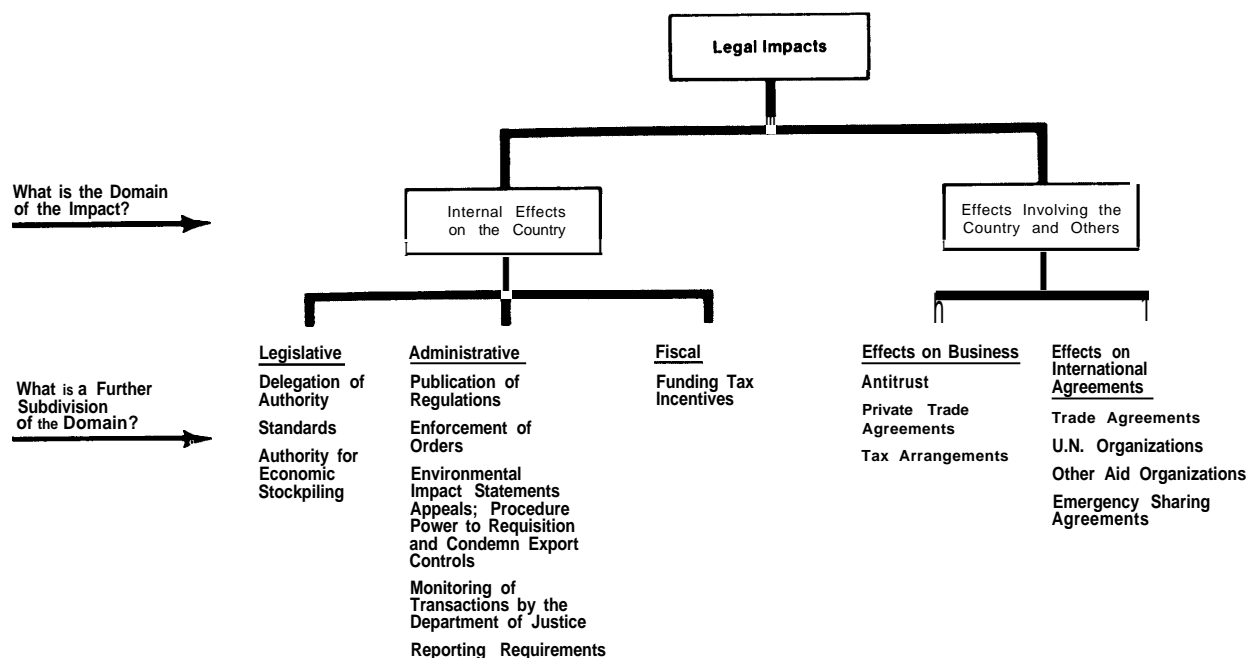 Legal Impacts
What is the Domain
of the Impact?
Internal Effects
on the Country
Effects Involving the
Country and Others
What is a Further
Subdivision
of the Domain?
Legislative
Delegation of
Authority
Standards
Authority for
Economic
Stockpiling
Administrative
Publication of
Regulations
Enforcement of
Orders
Environmental
Impact Statements
Appeals; Procedure
Power to Requisition
and Condemn Export
Controls
Monitoring of
Transactions by the
Department of Justice
Reporting Requirements
Fiscal
Funding Tax
Incentives
Effects on Business
Antitrust
Private Trade
Agreements
Tax Arrangements
Effects on
International
Agreements
Trade Agreements
U.N. Organizations
Other Aid Organizations
Emergency Sharing
Agreements